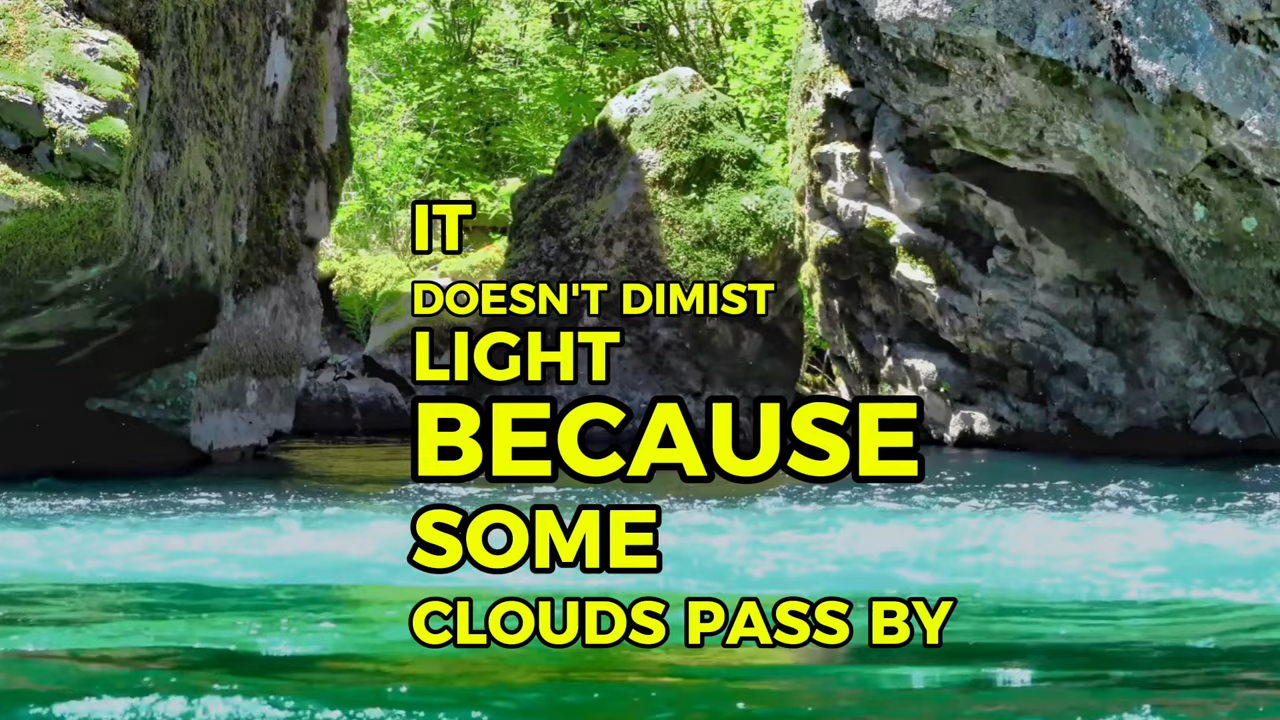 IT
DOESN'T DIMIST
LIGHT
BECAUSE
SOME
CLOUDS PASS BY